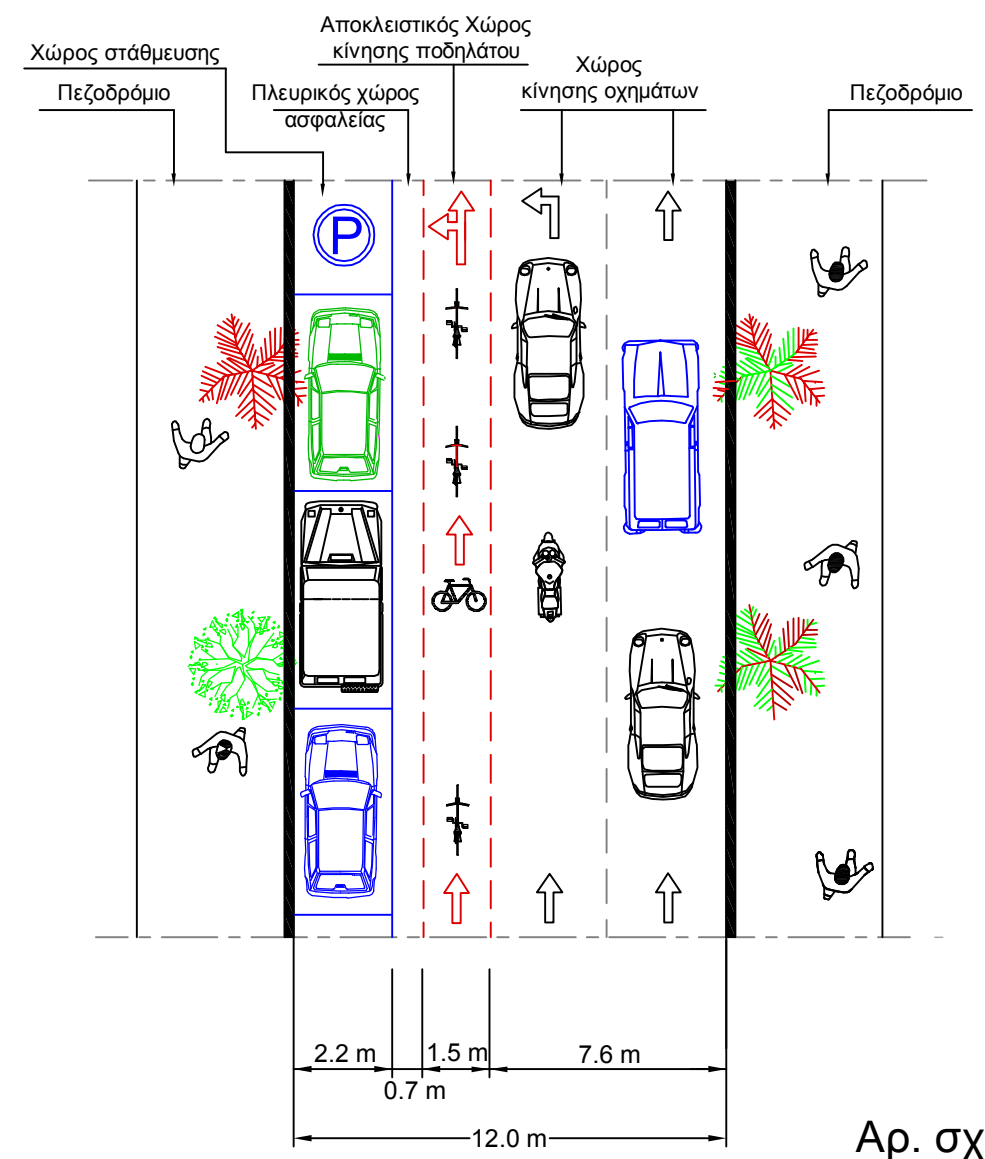 Αποκλειστικός Χώρος
κίνησης ποδηλάτου
Χώρος στάθμευσης
Χώρος
κίνησης οχημάτων
Πεζοδρόμιο
Πλευρικός χώρος
ασφαλείας
Πεζοδρόμιο
P
2.2 m
1.5 m
7.6 m
0.7 m
12.0 m
Αρ. σχ